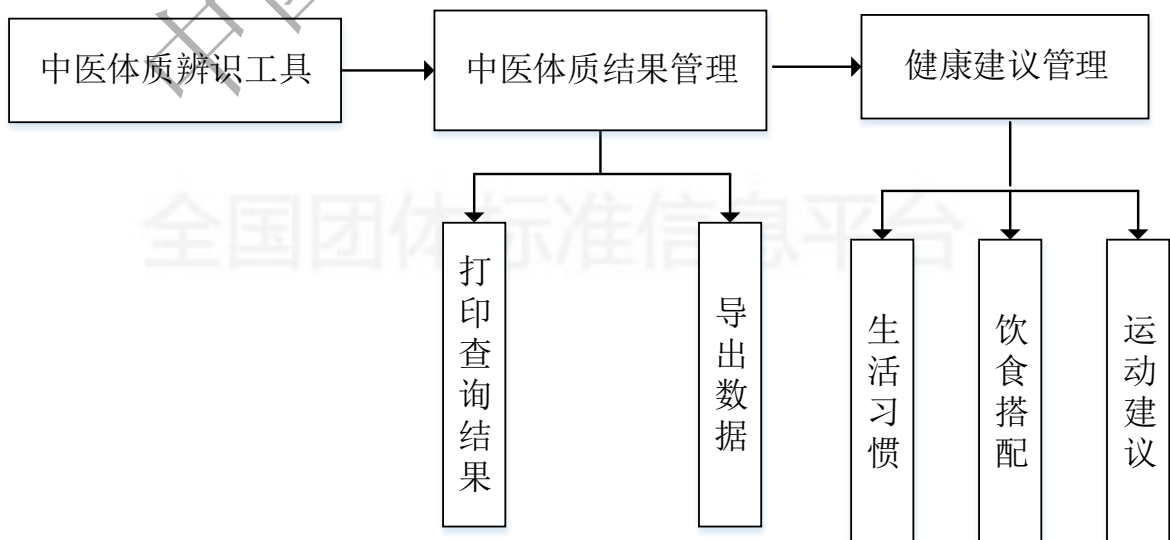 中医体质辨识工具
中医体质结果管理
健康建议管理
全国团体标准信息平台
打印查询结果
导出数据
生活习惯
饮食搭配
运动建议